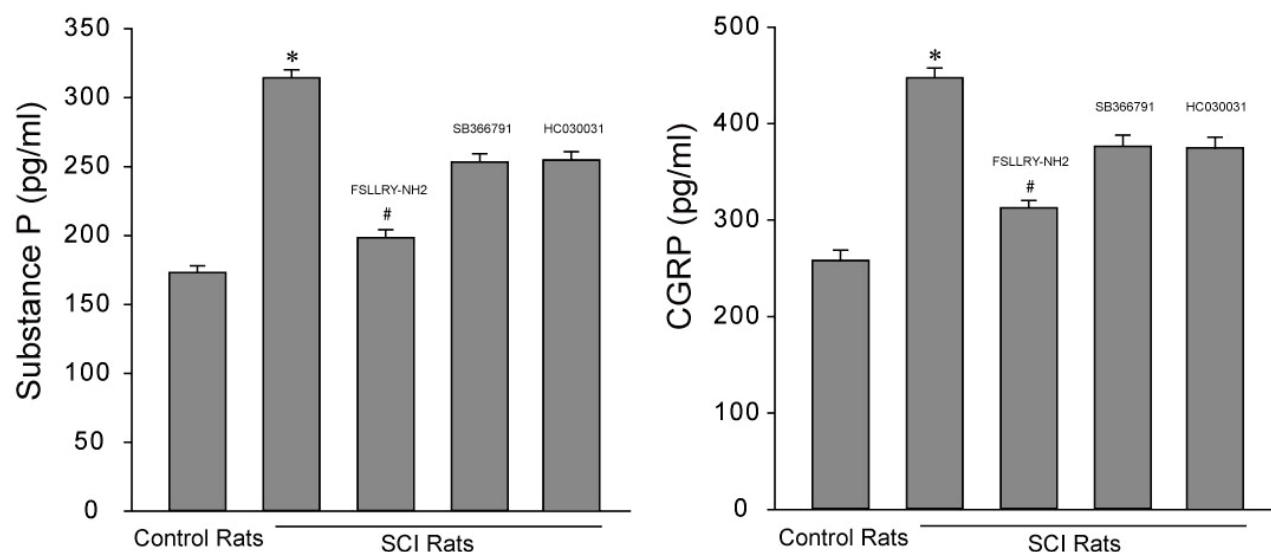 Substance P (pg/ml)
350
300
250
200
150
100
50
0
*
FSLLRY-NH2
#
SB366791
HC030031
Control Rats
SCI Rats
CGRP (pg/ml)
500
400
300
200
100
0
*
FSLLRY-NH2
#
SB366791
HC030031
Control Rats
SCI Rats